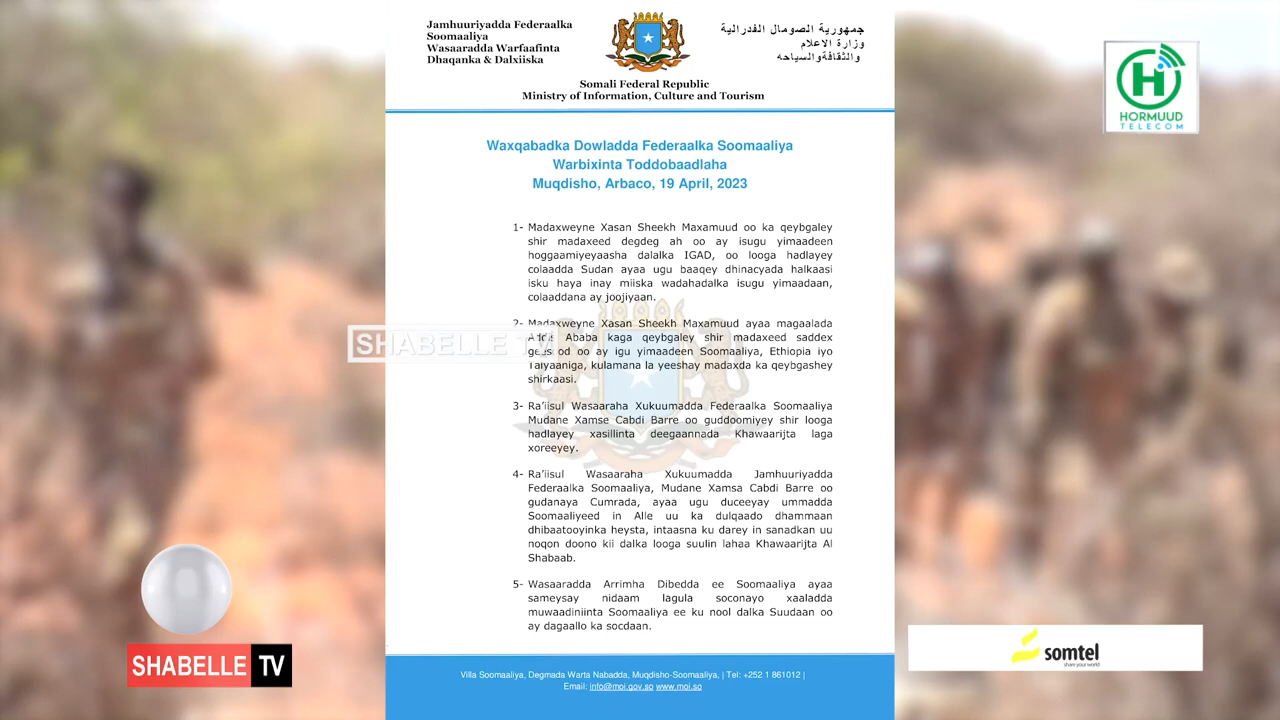 Jamhuuriyadda Federaalka
Soomaaliya
Wasaaradda Warfaafinta
Dhaqanka & Dalxiiska
جمهورية الصومال الفدرالية
وزارة الاعلام
والثقافةوالسياحه
Somali Federal Republic
Ministry of Information, Culture and Tourism
HORMUUD
TELECOM
Waxqabadka Dowladda Federaalka Soomaaliya
Warbixinta Toddobaadlaha
Muqdisho, Arbaco, 19 April, 2023
1- Madaxweyne Xasan Sheekh Maxamuud oo ka qeybgaley
shir madaxeed degdeg ah oo ay isugu yimaadeen
hoggaamiyeyaasha dalalka IGAD, oo looga hadlayey
colaadda Sudan ayaa ugu baaqey dhinacyada halkaasi
isku haya inay miiska wadahadalka isugu yimaadaan,
colaaddana ay joojiyaan.
2- Madaxweyne Xasan Sheekh Maxamuud ayaa magaalada
Ababa kaga qeybgaley shir madaxeed saddex
oo ay igu yimaadeen Soomaaliya, Ethiopia iyo
Talyaaniga, kulamana la yeeshay madaxda ka qeybgashey
shirkaasi.
SHABELLE TV
3- Ra'iisul Wasaaraha Xukuumadda Federaalka Soomaaliya
Mudane Xamse Cabdi Barre oo guddoomiyey shir looga
hadlayey xasillinta deegaannada Khawaarijta laga
xoreeyey.
4- Ra'iisul Wasaaraha Xukuumadda Jamhuuriyadda
Federaalka Soomaaliya, Mudane Xamsa Cabdi Barre oo
gudanaya Cumrada, ayaa ugu duceeyay ummadda
Soomaaliyeed in Alle uu ka dulqaado dhammaan
dhibaatooyinka heysta, intaasna ku darey in sanadkan uu
noqon doono kii dalka looga suulin lahaa Khawaarijta Al
Shabaab.
5- Wasaaradda Arrimha Dibedda ee Soomaaliya ayaa
sameysay nidaam lagula soconayo xaaladda
muwaadiniinta Soomaaliya ee ku nool dalka Suudaan oo
ay dagaallo ka socdaan.
SHABELLE TV
somtel
share your world
Villa Soomaaliya, Degmada Warta Nabadda, Muqdisho-Soomaaliya, | Tel: +252 1 861012 |
Email: info@moi.gov.so www.moi.so